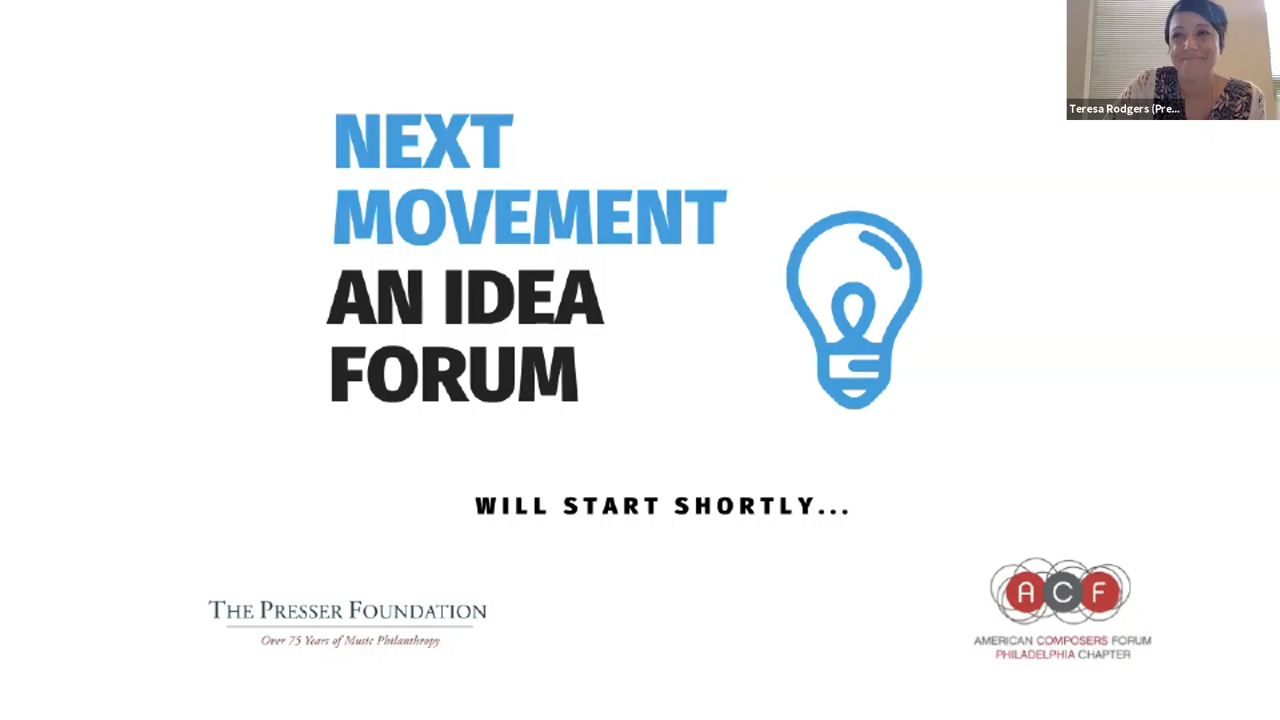 Teresa Rodgers (Pre...
NEXT
MOVEMENT
AN IDEA
FORUM
WILL START SHORTLY...
THE PRESSER FOUNDATION
Over 75 Years of Music Philanthropy
ACF
AMERICAN COMPOSERS FORUM
PHILADELPHIA CHAPTER